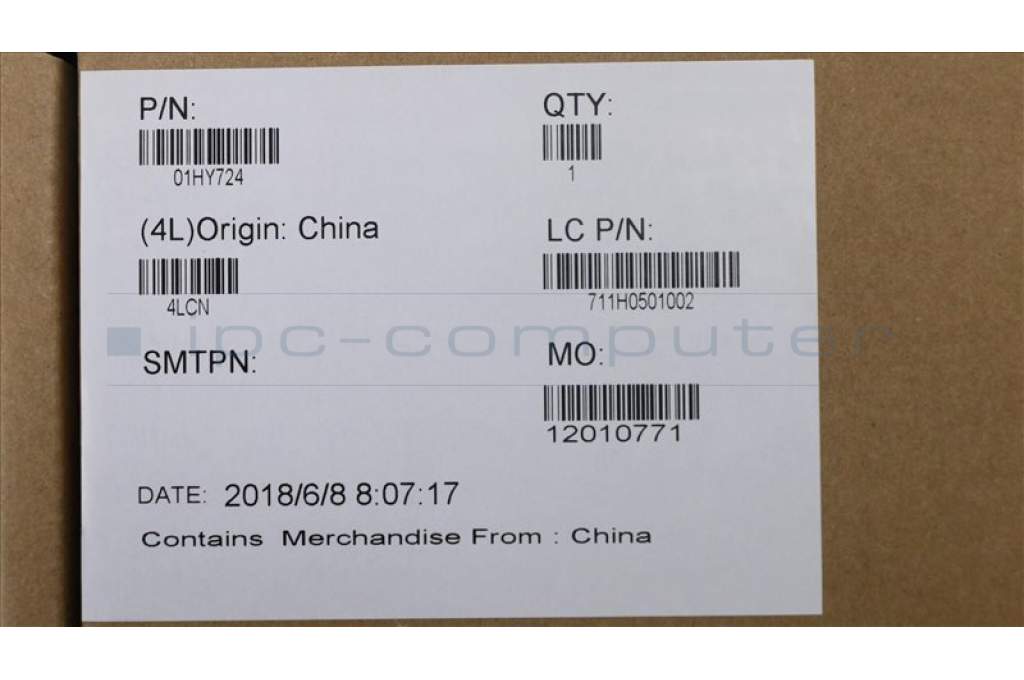 P/N:
01HY724
QTY:
1
(4L)Origin: China
4LCN
LC P/N:
711H0501002
ipc-computer
SMTPN:
MO:
12010771
DATE: 2018/6/8 8:07:17
Contains Merchandise From : China